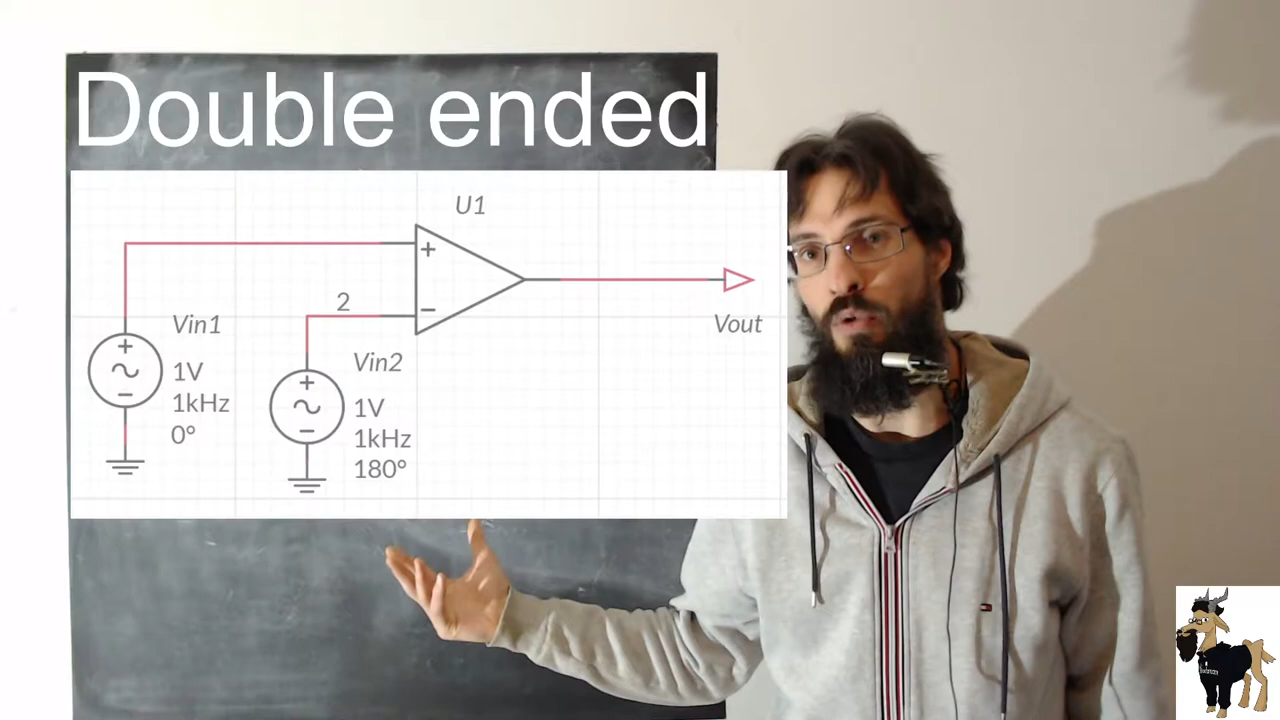 Double ended
U1
+
2
−
Vin1
+
1V
−
1kHz
0°
Vin2
+
1V
−
1kHz
180°
Vout